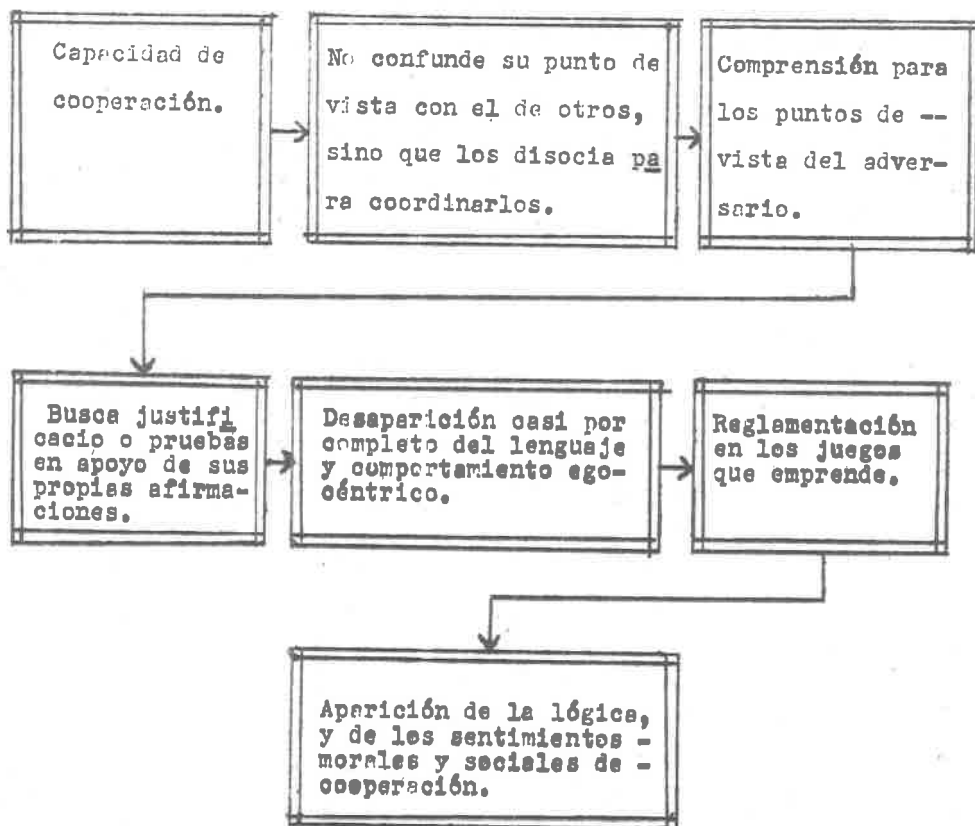 Capacidad de
cooperación.
No confunde su punto de
vista con el de otros,
sino que los disocia pa
ra coordinarlos.
Comprensión para
los puntos de --
vista del adver-
sario.
Busca justifi
cacio o pruebas
en apoyo de sus
propias afirma-
ciones.
Desaparición casi por
completo del lenguaje
y comportamiento ego-
céntrico.
Reglamentación
en los juegos
que emprende.
Aparición de la lógica,
y de los sentimientos -
morales y sociales de -
cooperación.